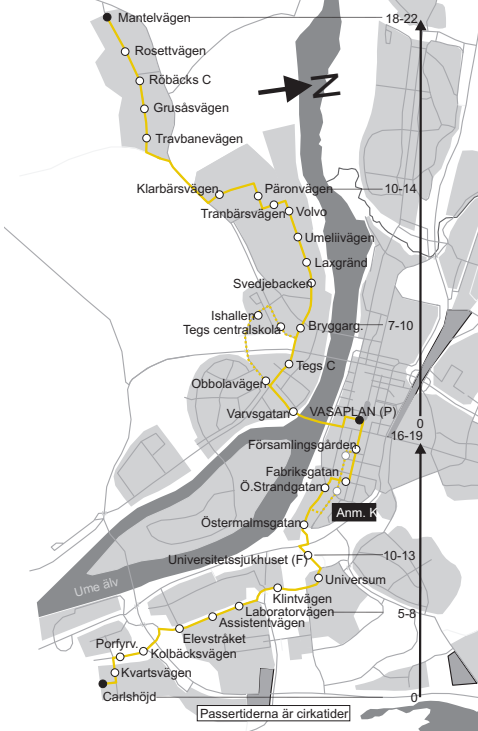 Mantelvägen
18-22
Rosettvägen
Röbäcks C
N
Grusåsvägen
Travbanevägen
Klarbärsvägen
Päronvägen
10-14
Tranbärsvägen
Volvo
Umeliivägen
Laxgränd
Svedjebacken
Ishallen
Tegs centralskola
Bryggarg.
7-10
Tegs C
Obbolavägen
Varvsgatan
VASAPLAN (P)
0
16-19
Församlingsgården
Fabriksgatan
Ö.Strandgatan
Anm. K
Östermalmsgatan
Universitetssjukhuset (F)
10-13
Universum
Ume älv
Klintvägen
Laboratorvägen
5-8
Assistentvägen
Elevstråket
Porfyrv.
Kolbäcksvägen
Kvartsvägen
Carlshöjd
0
Passertiderna är cirkatider